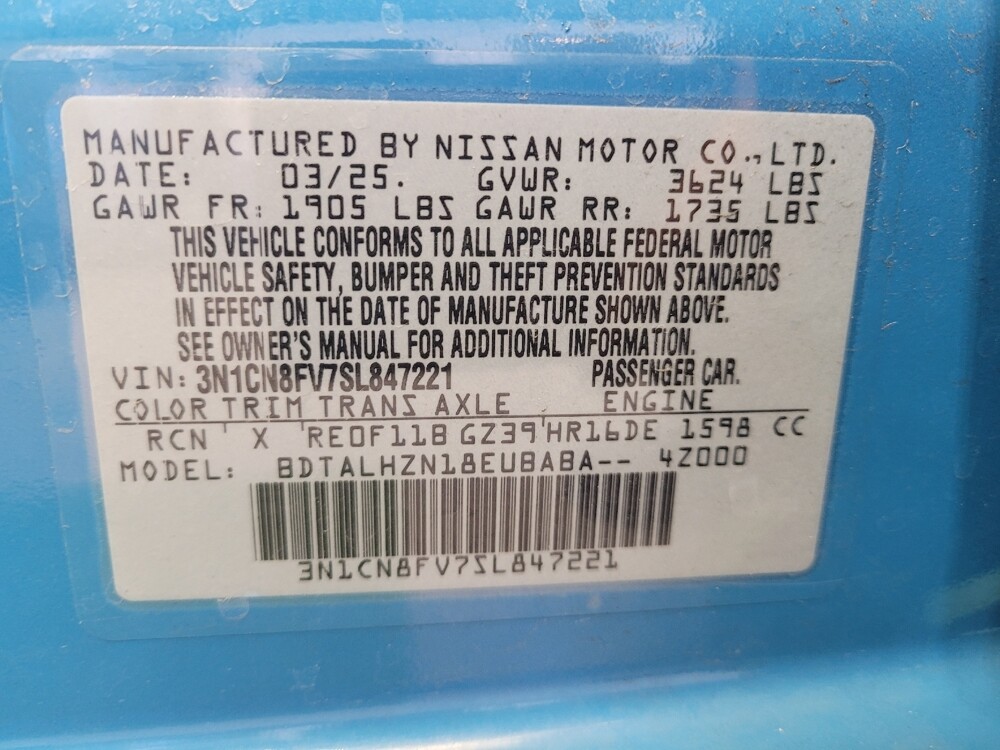 MANUFACTURED BY NISSAN MOTOR CO., LTD.
DATE: 03/25. GVWR: 3624 LBS
GAWR FR: 1905 LBS GAWR RR: 1735 LBS
THIS VEHICLE CONFORMS TO ALL APPLICABLE FEDERAL MOTOR
VEHICLE SAFETY, BUMPER AND THEFT PREVENTION STANDARDS
IN EFFECT ON THE DATE OF MANUFACTURE SHOWN ABOVE.
SEE OWNER'S MANUAL FOR ADDITIONAL INFORMATION.
VIN: 3N1CN8FV7SL847221 PASSENGER CAR.
COLOR TRIM TRANS AXLE ENGINE
RCN ' X 'RE0F11B GZ39'HR16DE 1598 CC
MODEL: BDTALHZN18EUBABA-- 4Z000
3N1CN8FV7SL847221